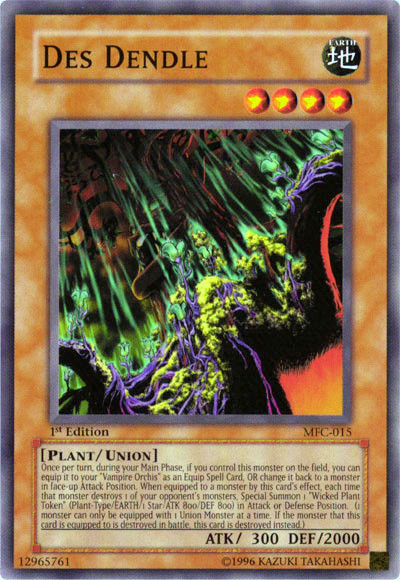 DES DENDLE
EARTH
地
1st Edition
MFC-015
[PLANT/UNION]
Once per turn, during your Main Phase, if you control this monster on the field, you can
equip it to your "Vampire Orchis" as an Equip Spell Card, OR change it back to a monster
in face-up Attack Position. When equipped to a monster by this card's effect, each time
that monster destroys 1 of your opponent's monsters, Special Summon 1 "Wicked Plant
Token" (Plant-Type/EARTH/1 Star/ATK 800/DEF 800) in Attack or Defense Position. (1
monster can only be equipped with 1 Union Monster at a time. If the monster that this
card is equipped to is destroyed in battle, this card is destroyed instead.)
ATK/ 300 DEF/2000
12965761
©1996 KAZUKI TAKAHASHI